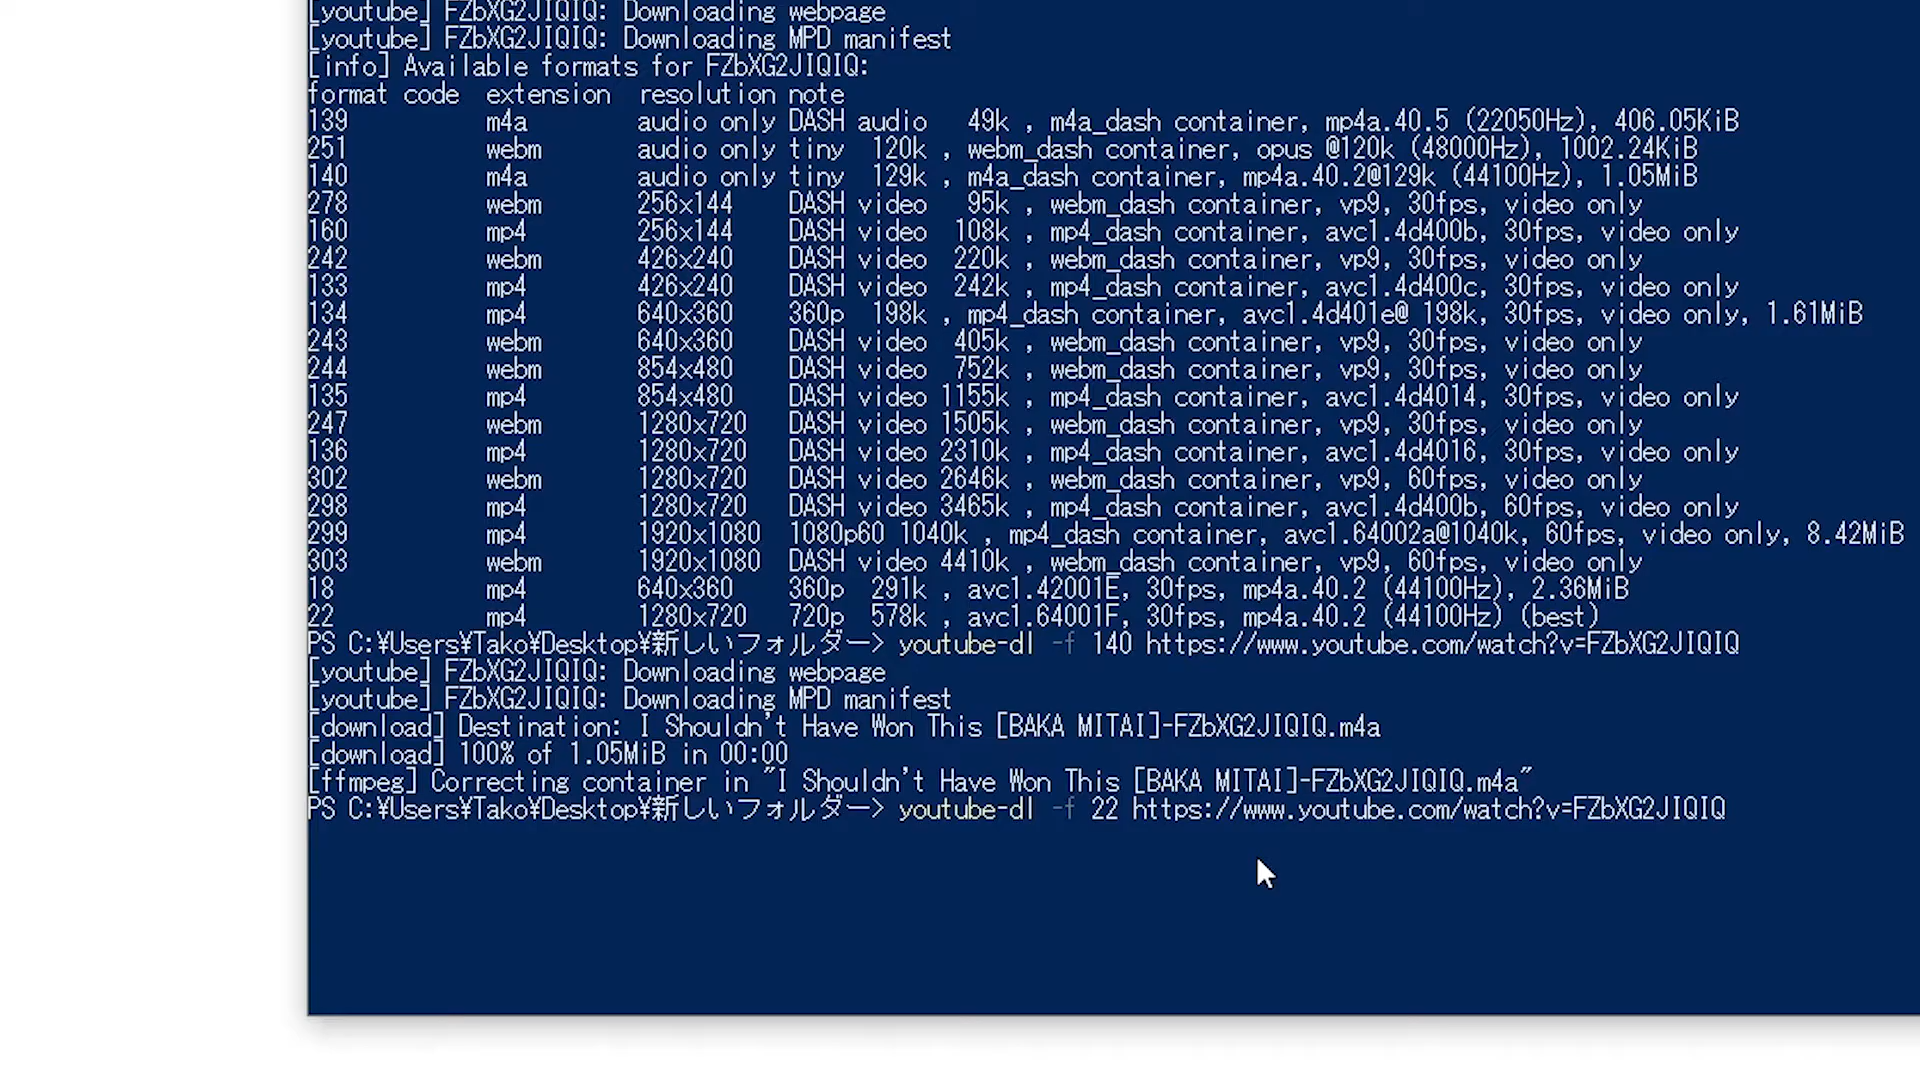 [youtube] FZbXG2JIQIQ: Downloading webpage
[youtube] FZbXG2JIQIQ: Downloading MPD manifest
[info] Available formats for FZbXG2JIQIQ:
format code extension resolution note
139 m4a audio only DASH audio 49k , m4a_dash container, mp4a.40.5 (22050Hz), 406.05KiB
251 webm audio only tiny 120k , webm_dash container, opus @120k (48000Hz), 1002.24KiB
140 m4a audio only tiny 129k , m4a_dash container, mp4a.40.2@129k (44100Hz), 1.05MiB
278 webm 256x144 DASH video 95k , webm_dash container, vp9, 30fps, video only
160 mp4 256x144 DASH video 108k , mp4_dash container, avc1.4d400b, 30fps, video only
242 webm 426x240 DASH video 220k , webm_dash container, vp9, 30fps, video only
133 mp4 426x240 DASH video 242k , mp4_dash container, avc1.4d400c, 30fps, video only
134 mp4 640x360 360p 198k , mp4_dash container, avc1.4d401e@ 198k, 30fps, video only, 1.61MiB
243 webm 640x360 DASH video 405k , webm_dash container, vp9, 30fps, video only
244 webm 854x480 DASH video 752k , webm_dash container, vp9, 30fps, video only
135 mp4 854x480 DASH video 1155k , mp4_dash container, avc1.4d4014, 30fps, video only
247 webm 1280x720 DASH video 1505k , webm_dash container, vp9, 30fps, video only
136 mp4 1280x720 DASH video 2310k , mp4_dash container, avc1.4d4016, 30fps, video only
302 webm 1280x720 DASH video 2646k , webm_dash container, vp9, 60fps, video only
298 mp4 1280x720 DASH video 3465k , mp4_dash container, avc1.4d400b, 60fps, video only
299 mp4 1920x1080 1080p60 1040k , mp4_dash container, avc1.64002a@1040k, 60fps, video only, 8.42MiB
303 webm 1920x1080 DASH video 4410k , webm_dash container, vp9, 60fps, video only
18 mp4 640x360 360p 291k , avc1.42001E, 30fps, mp4a.40.2 (44100Hz), 2.36MiB
22 mp4 1280x720 720p 578k , avc1.64001F, 30fps, mp4a.40.2 (44100Hz) (best)
PS C:¥Users¥Tako¥Desktop¥新しいフォルダー> youtube-dl -f 140 https://www.youtube.com/watch?v=FZbXG2JIQIQ
[youtube] FZbXG2JIQIQ: Downloading webpage
[youtube] FZbXG2JIQIQ: Downloading MPD manifest
[download] Destination: I Shouldn't Have Won This [BAKA MITAI]-FZbXG2JIQIQ.m4a
[download] 100% of 1.05MiB in 00:00
[ffmpeg] Correcting container in "I Shouldn't Have Won This [BAKA MITAI]-FZbXG2JIQIQ.m4a"
PS C:¥Users¥Tako¥Desktop¥新しいフォルダー> youtube-dl -f 22 https://www.youtube.com/watch?v=FZbXG2JIQIQ